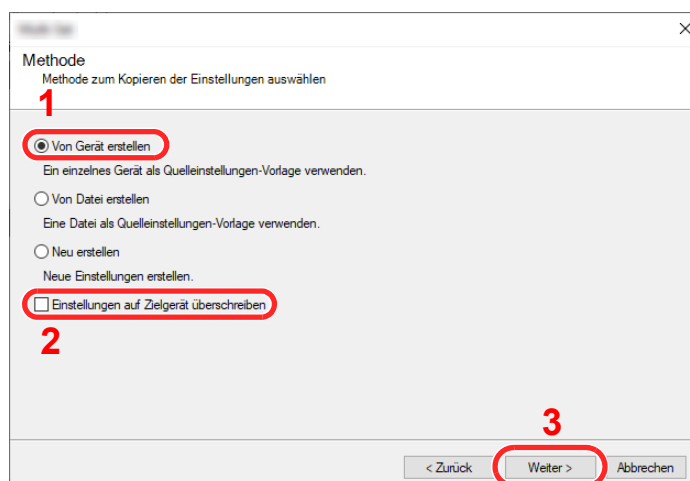 Methode
Methode zum Kopieren der Einstellungen auswählen
1
Von Gerät erstellen
Ein einzelnes Gerät als Quelleinstellungen-Vorlage verwenden.
Von Datei erstellen
Eine Datei als Quelleinstellungen-Vorlage verwenden.
Neu erstellen
Neue Einstellungen erstellen.
Einstellungen auf Zielgerät überschreiben
2
3
< Zurück Weiter > Abbrechen